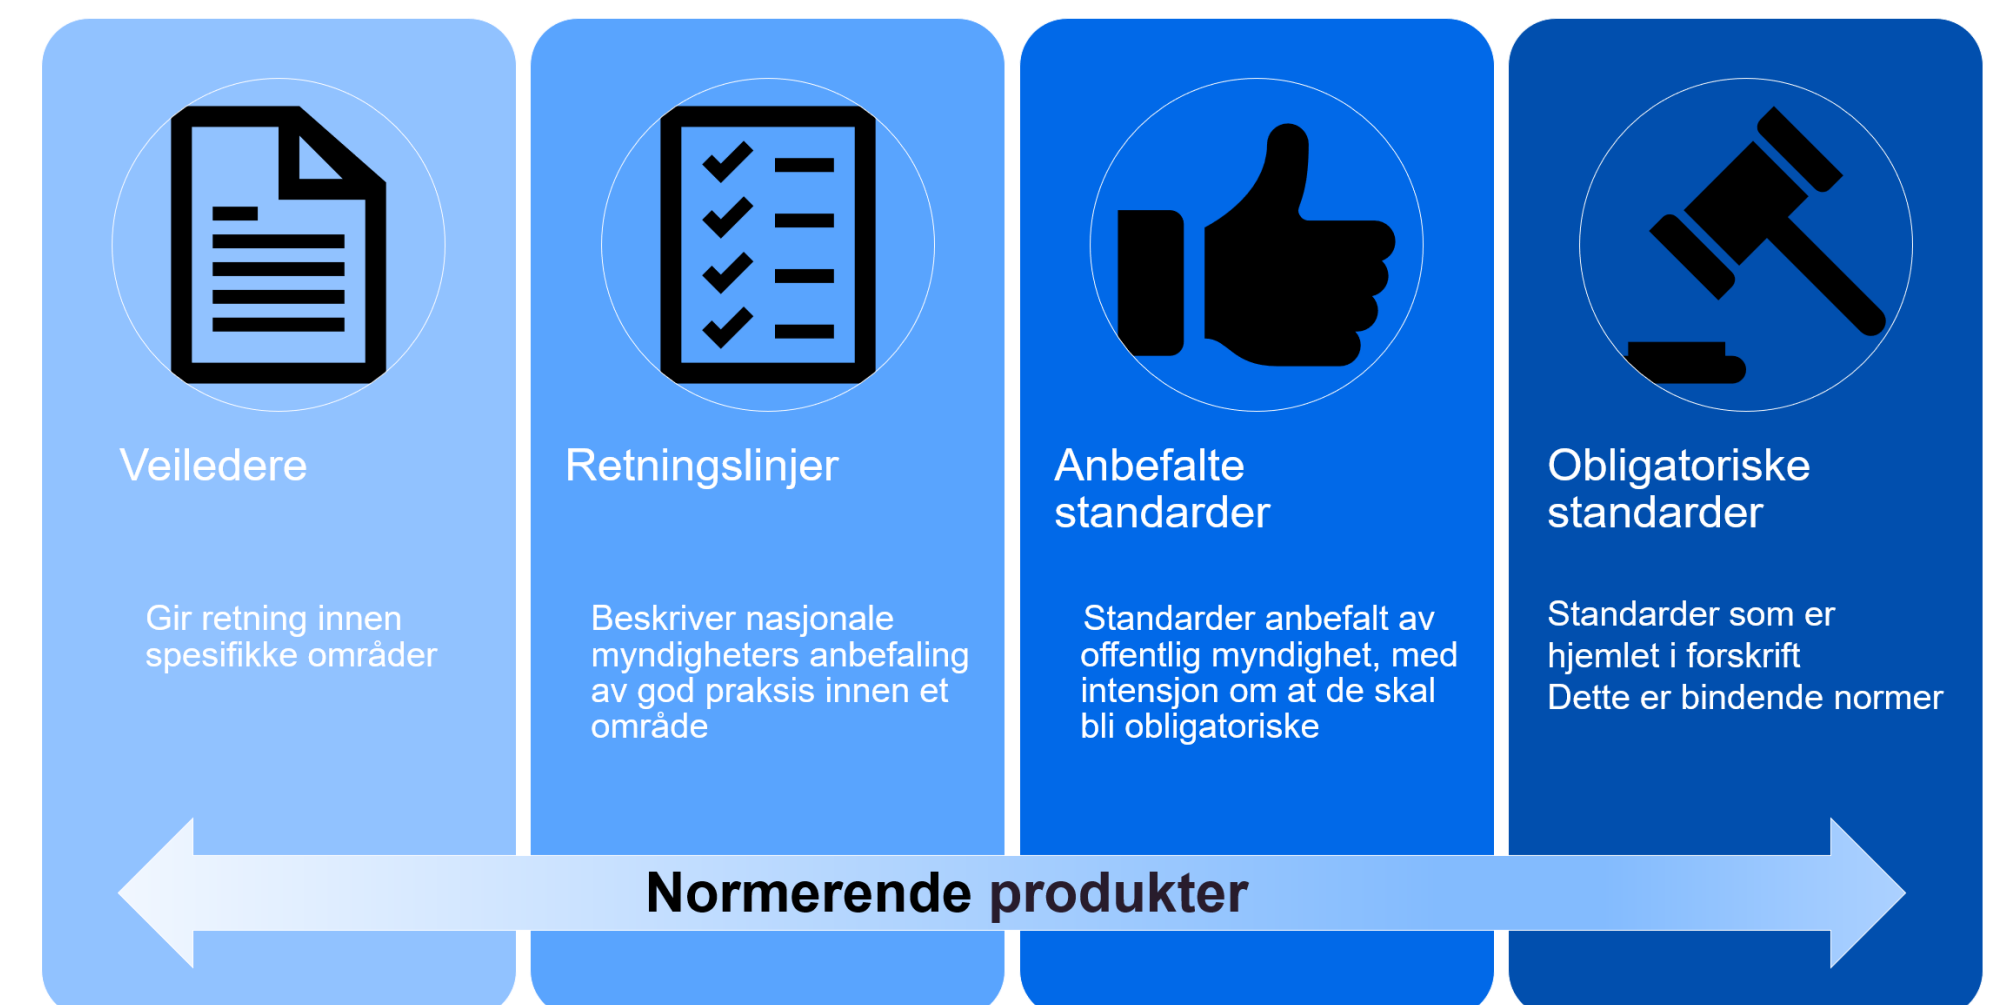 Veiledere
Gir retning innen
spesifikke områder
Retningslinjer
Beskriver nasjonale
myndigheters anbefaling
av god praksis innen et
område
Anbefalte
standarder
Standarder anbefalt av
offentlig myndighet, med
intensjon om at de skal
bli obligatoriske
Obligatoriske
standarder
Standarder som er
hjemlet i forskrift
Dette er bindende normer
Normerende produkter